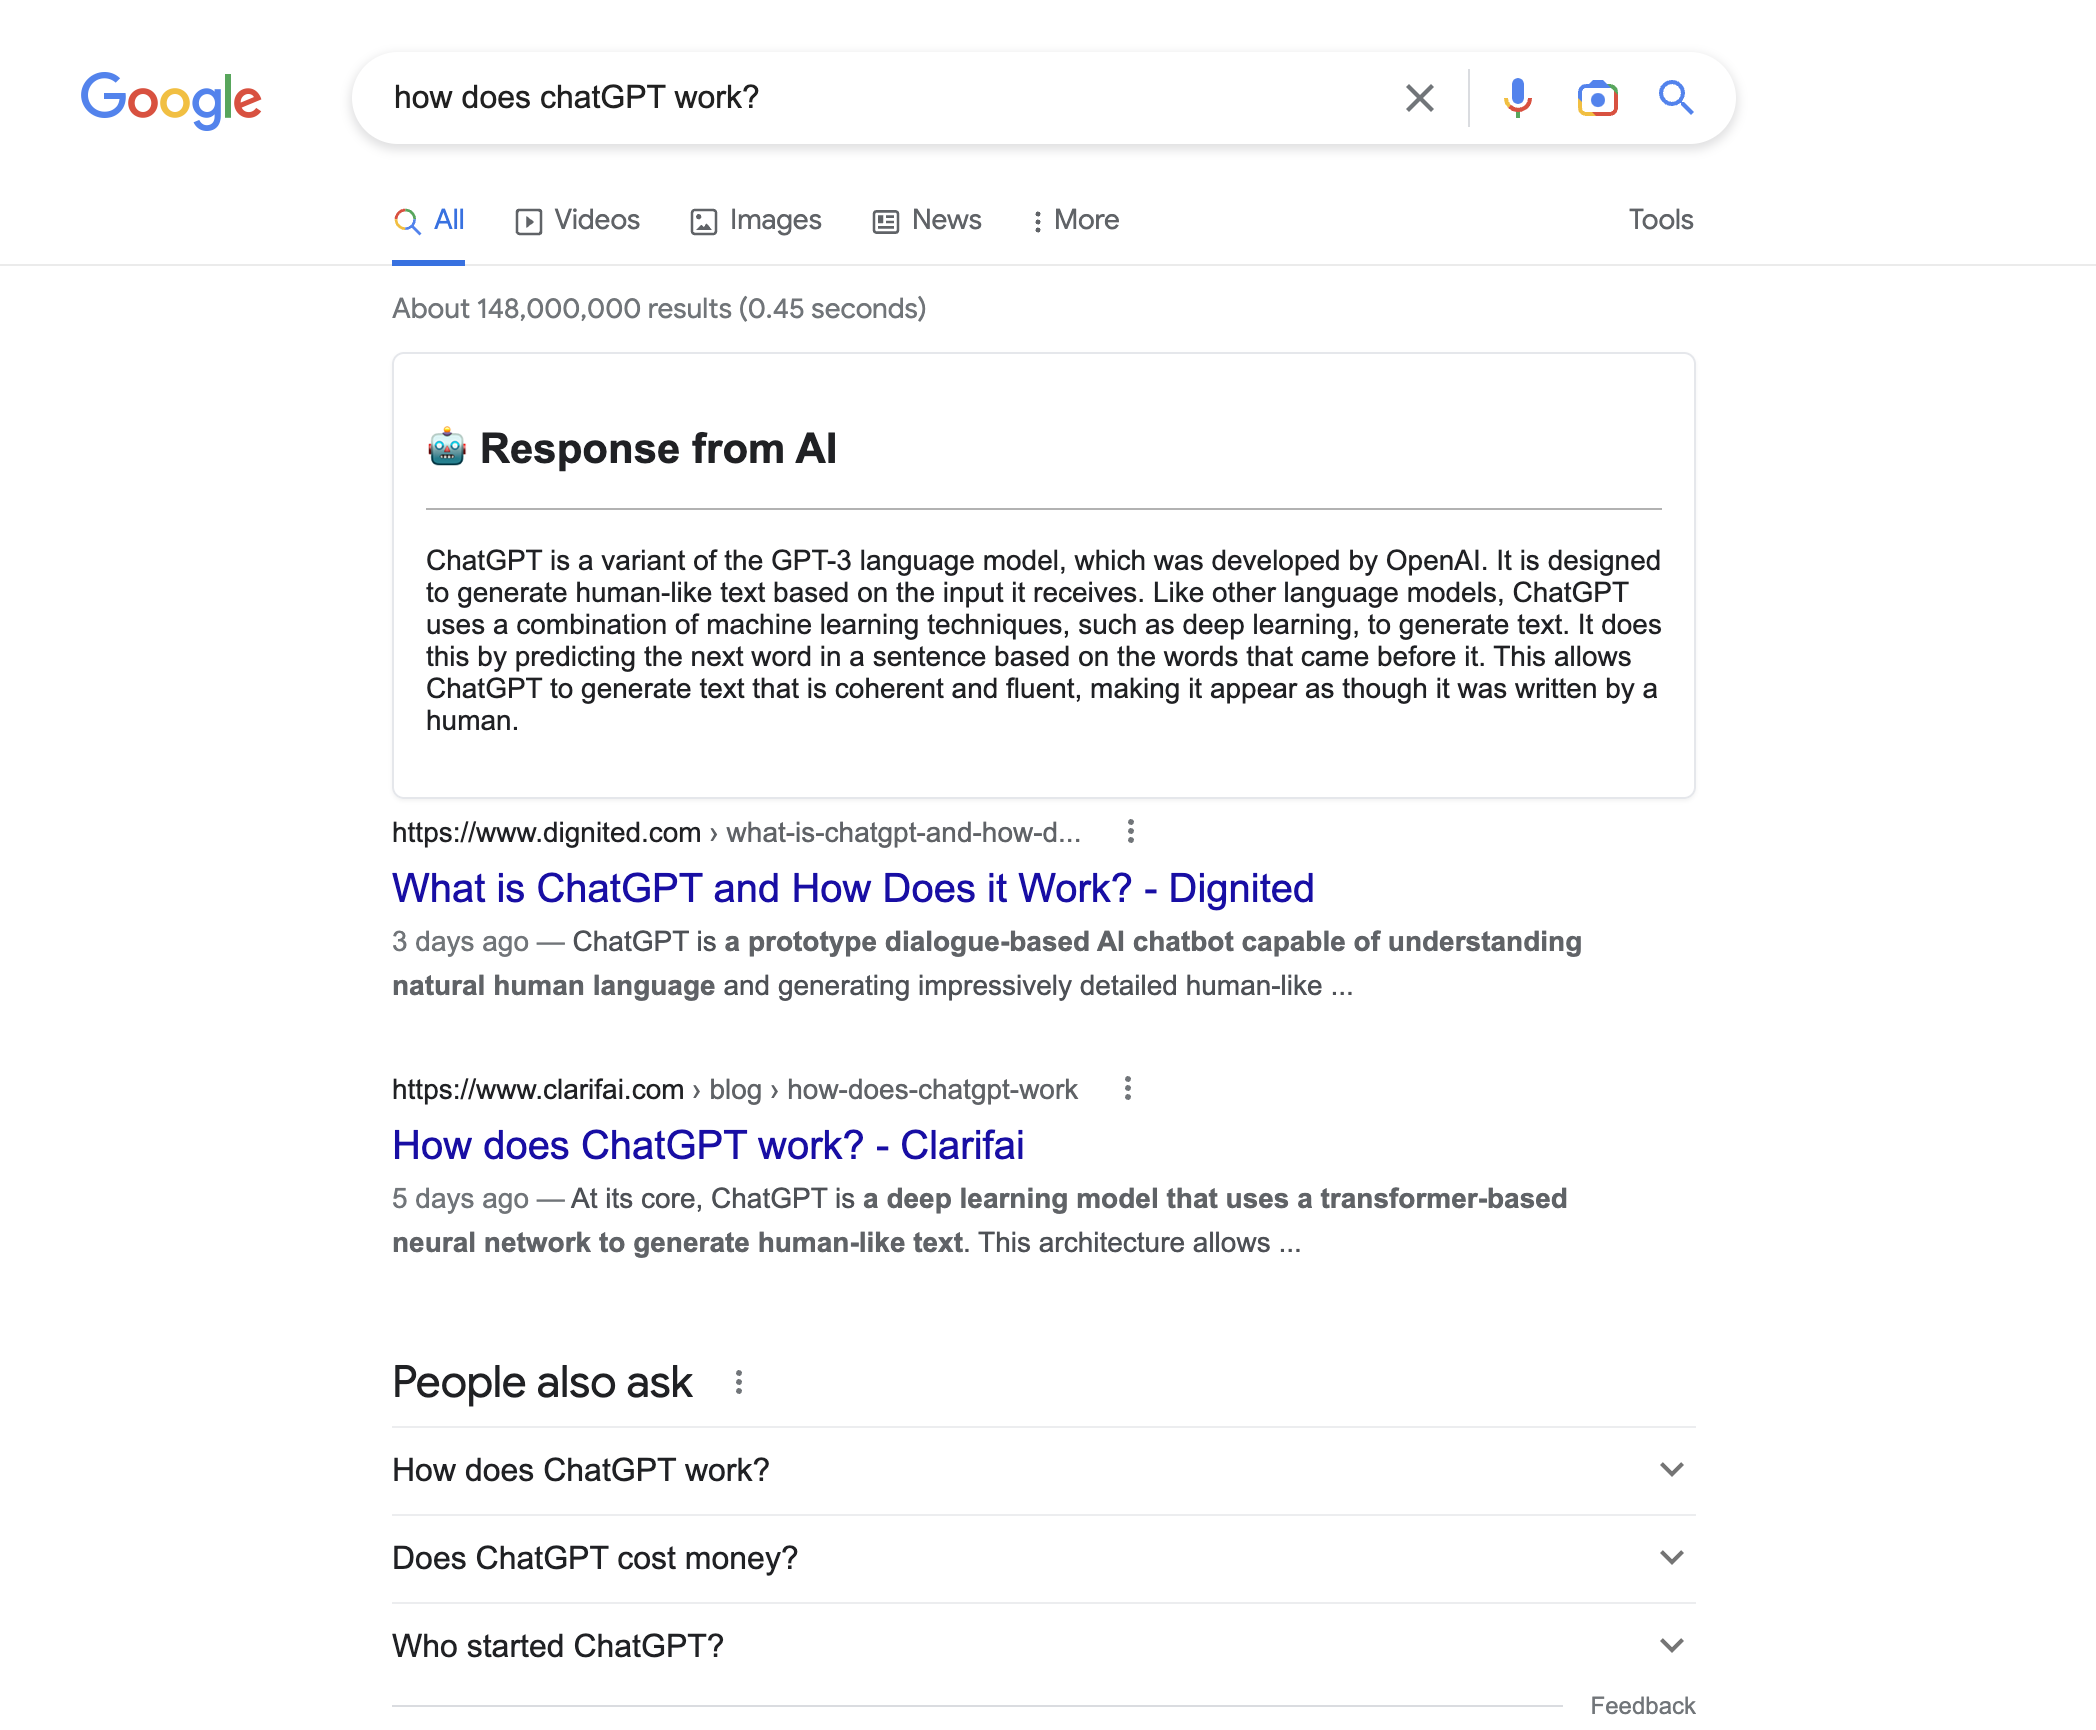 Google
how does chatGPT work?
All Videos Images News More Tools
About 148,000,000 results (0.45 seconds)
🤖 Response from AI
ChatGPT is a variant of the GPT-3 language model, which was developed by OpenAI. It is designed
to generate human-like text based on the input it receives. Like other language models, ChatGPT
uses a combination of machine learning techniques, such as deep learning, to generate text. It does
this by predicting the next word in a sentence based on the words that came before it. This allows
ChatGPT to generate text that is coherent and fluent, making it appear as though it was written by a
human.
https://www.dignited.com › what-is-chatgpt-and-how-d...
What is ChatGPT and How Does it Work? - Dignited
3 days ago — ChatGPT is a prototype dialogue-based AI chatbot capable of understanding
natural human language and generating impressively detailed human-like ...
https://www.clarifai.com › blog › how-does-chatgpt-work
How does ChatGPT work? - Clarifai
5 days ago — At its core, ChatGPT is a deep learning model that uses a transformer-based
neural network to generate human-like text. This architecture allows ...
People also ask
How does ChatGPT work?
Does ChatGPT cost money?
Who started ChatGPT?
Feedback